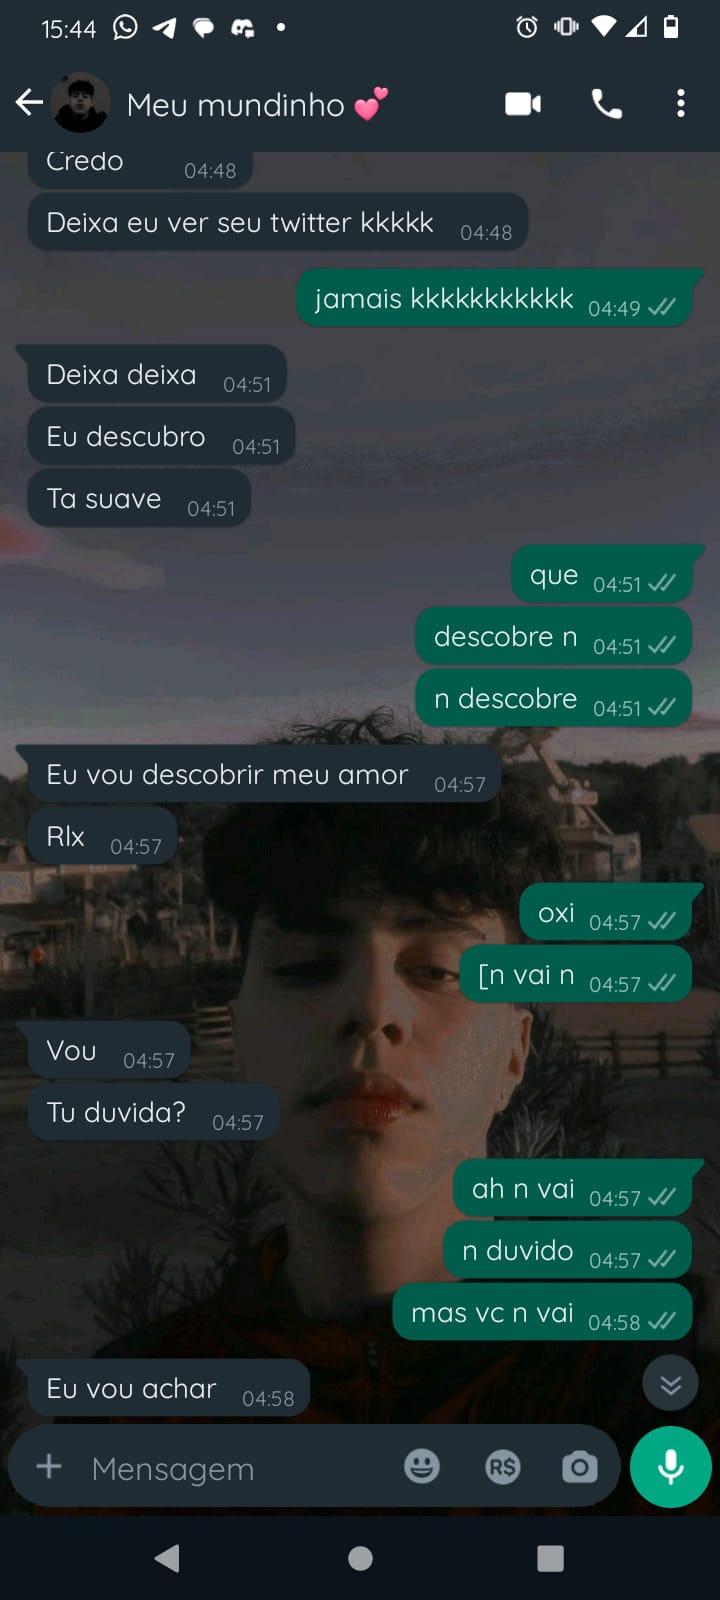 15:44
Meu mundinho 💕
Credo 04:48
Deixa eu ver seu twitter kkkkk 04:48
jamais kkkkkkkkkkk 04:49
Deixa deixa 04:51
Eu descubro 04:51
Ta suave 04:51
que 04:51
descobre n 04:51
n descobre 04:51
Eu vou descobrir meu amor 04:57
Rlx 04:57
oxi 04:57
[n vai n 04:57
Vou 04:57
Tu duvida? 04:57
ah n vai 04:57
n duvido 04:57
mas vc n vai 04:58
Eu vou achar 04:58
Mensagem
R$